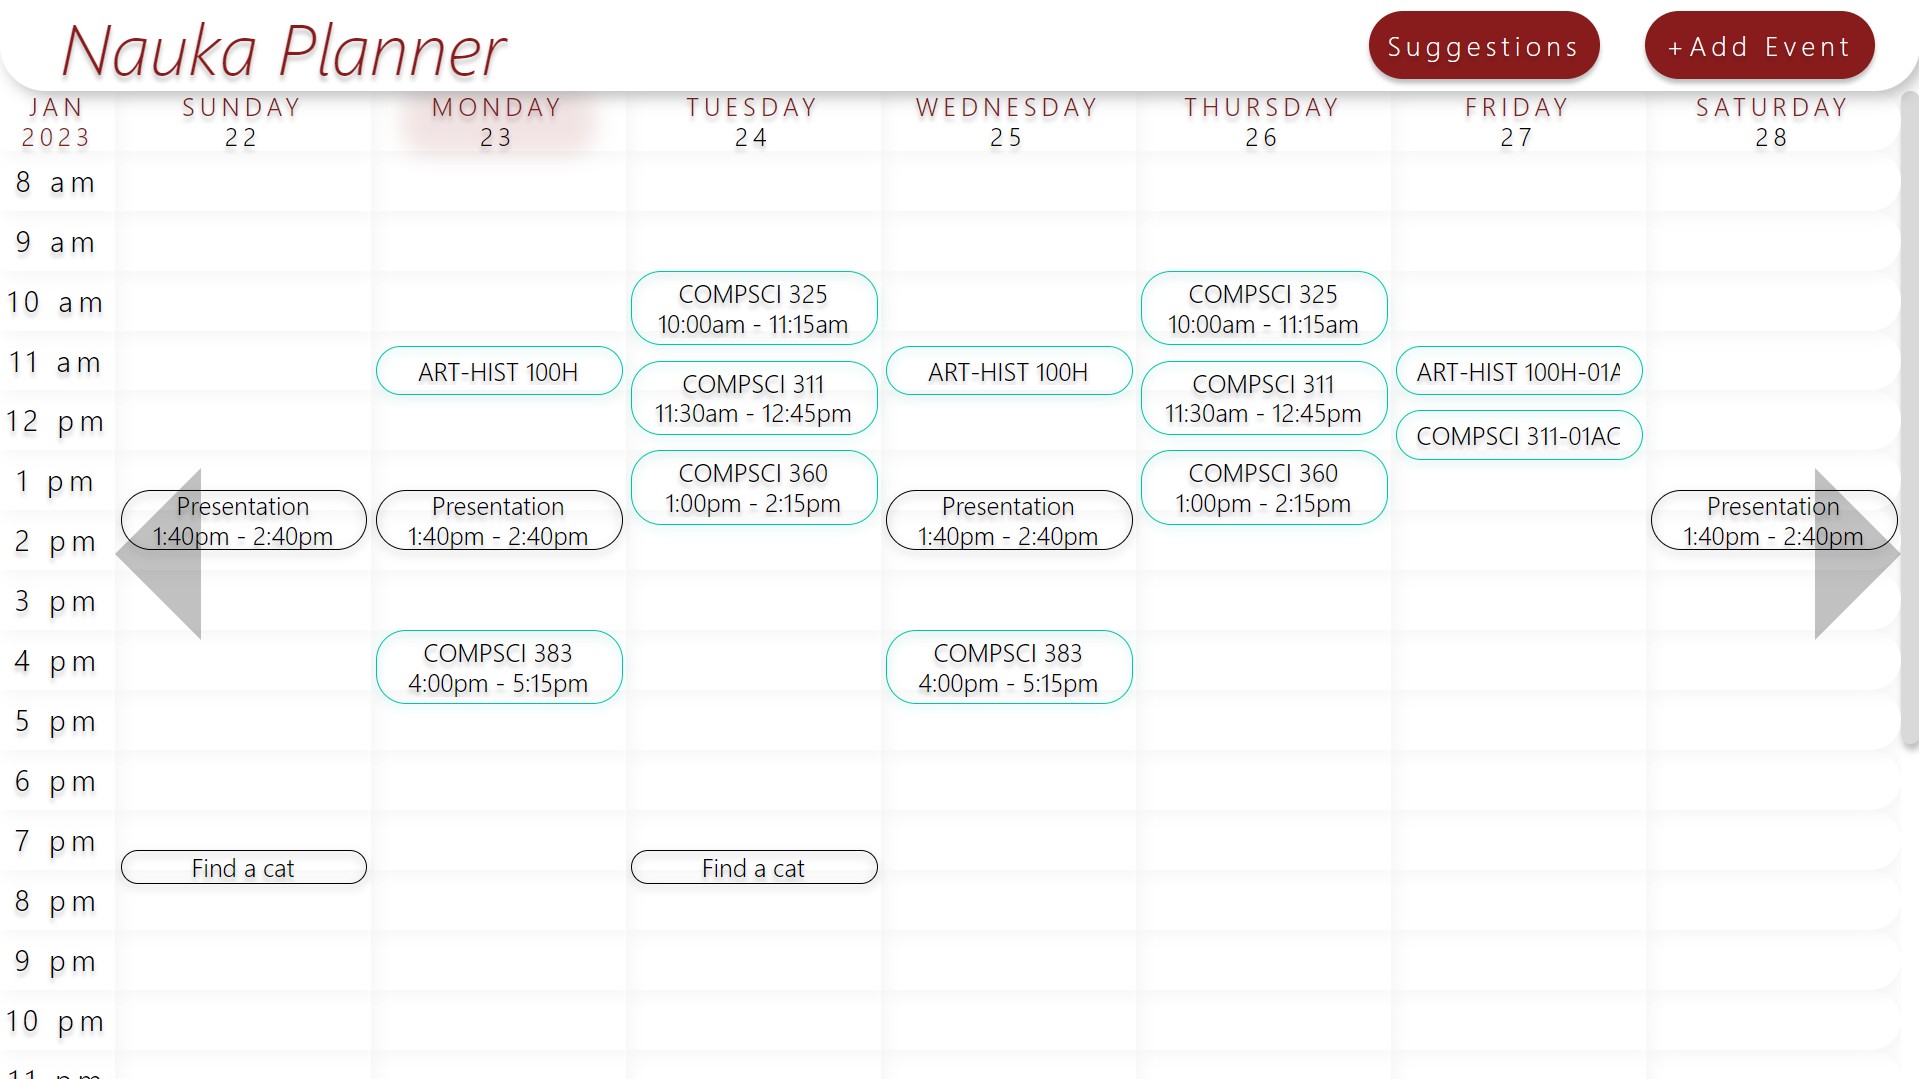 Nauka Planner
Suggestions
+Add Event
JAN
2023
SUNDAY
22
MONDAY
23
TUESDAY
24
WEDNESDAY
25
THURSDAY
26
FRIDAY
27
SATURDAY
28
8 am
9 am
10 am
COMPSCI 325
10:00am - 11:15am
COMPSCI 325
10:00am - 11:15am
11 am
ART-HIST 100H
COMPSCI 311
11:30am - 12:45pm
ART-HIST 100H
COMPSCI 311
11:30am - 12:45pm
ART-HIST 100H-01A
12 pm
COMPSCI 311-01AC
1 pm
Presentation
1:40pm - 2:40pm
Presentation
1:40pm - 2:40pm
COMPSCI 360
1:00pm - 2:15pm
Presentation
1:40pm - 2:40pm
COMPSCI 360
1:00pm - 2:15pm
Presentation
1:40pm - 2:40pm
2 pm
3 pm
4 pm
COMPSCI 383
4:00pm - 5:15pm
COMPSCI 383
4:00pm - 5:15pm
5 pm
6 pm
7 pm
Find a cat
Find a cat
8 pm
9 pm
10 pm
11 pm